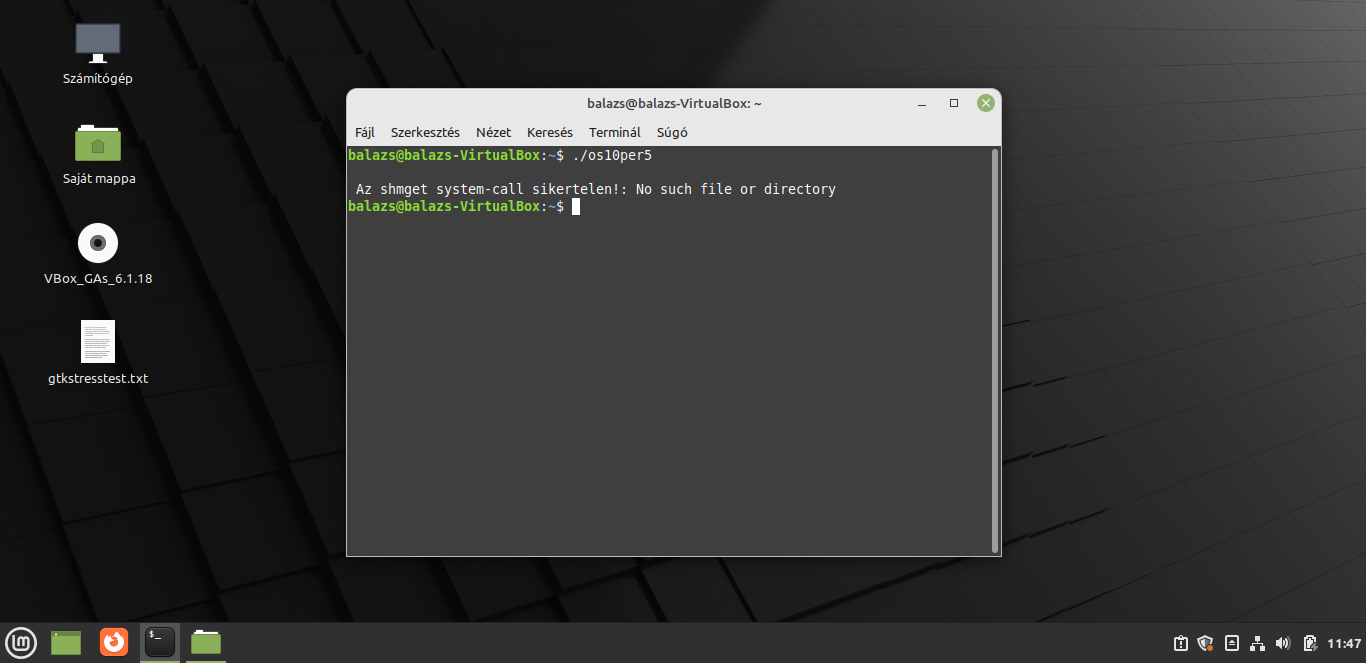 Számítógép
Saját mappa
VBox_GAs_6.1.18
gtkstresstest.txt
balazs@balazs-VirtualBox: ~
Fájl Szerkesztés Nézet Keresés Terminál Súgó
balazs@balazs-VirtualBox:~$ ./os10per5
Az shmget system-call sikertelen!: No such file or directory
balazs@balazs-VirtualBox:~$
$_
11:47